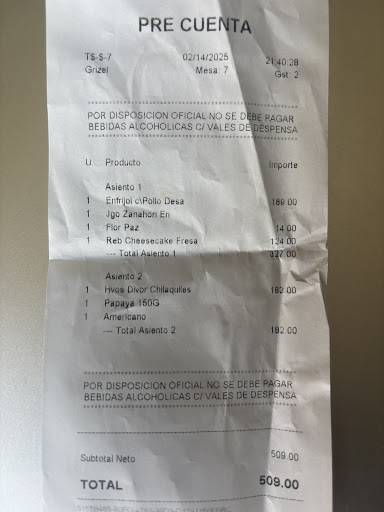 PRE CUENTA
T$-$-7 02/14/2025 21:40:28
Grizel Mesa: 7 Gst: 2
POR DISPOSICION OFICIAL NO SE DEBE PAGAR
BEBIDAS ALCOHOLICAS C/ VALES DE DESPENSA
U. Producto Importe
Asiento 1
1 Enfrijol c\Pollo Desa 189.00
1 Jgo Zanahori En
1 Flor Paz 14.00
1 Reb Cheesecake Fresa 124.00
--- Total Asiento 1 327.00
Asiento 2
1 Hvos Divor Chilaquiles 182.00
1 Papaya 150G
1 Americano
--- Total Asiento 2 182.00
POR DISPOSICION OFICIAL NO SE DEBE PAGAR
BEBIDAS ALCOHOLICAS C/ VALES DE DESPENSA
Subtotal Neto 509.00
TOTAL 509.00